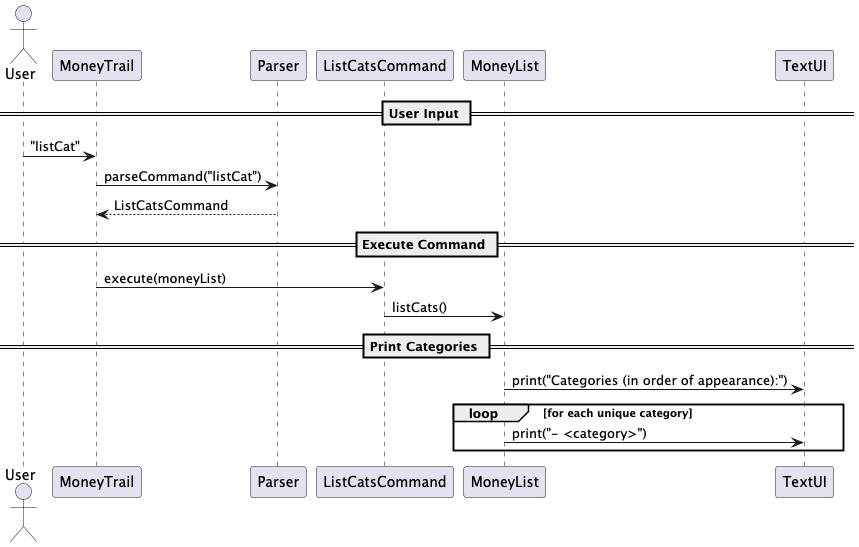 User
MoneyTrail
Parser
ListCatsCommand
MoneyList
TextUI
User Input
"listCat"
parseCommand("listCat")
ListCatsCommand
Execute Command
execute(moneyList)
listCats()
Print Categories
print("Categories (in order of appearance):")
loop
[for each unique category]
print("- <category>")
User
MoneyTrail
Parser
ListCatsCommand
MoneyList
TextUI